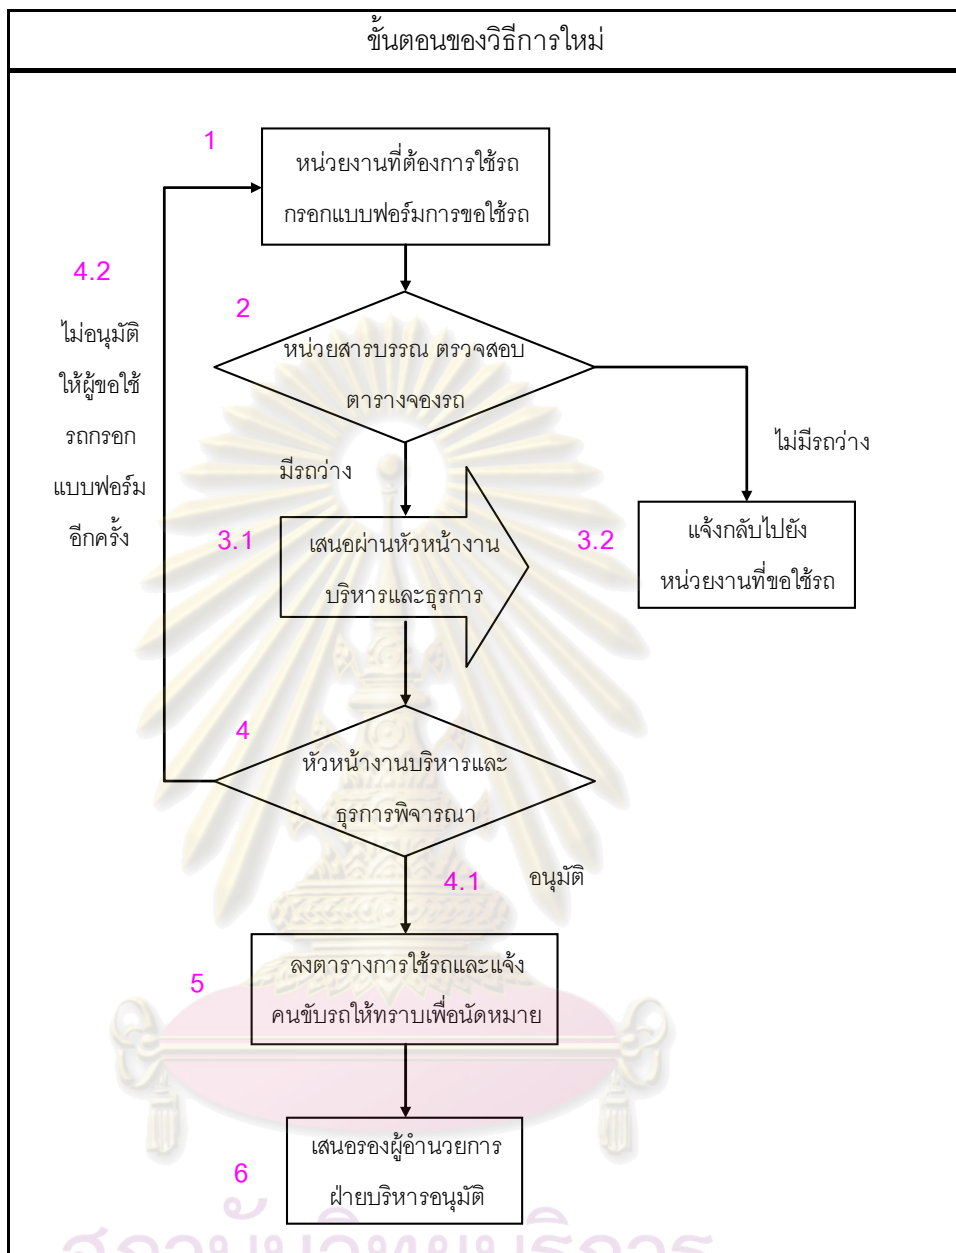 ขั้นตอนของวิธีการใหม่
1
หน่วยงานที่ต้องการใช้รถ
กรอกแบบฟอร์มการขอใช้รถ
4.2
ไม่อนุมัติ
ให้ผู้ขอใช้
รถกรอก
แบบฟอร์ม
อีกครั้ง
2
หน่วยสารบรรณ ตรวจสอบ
ตารางจองรถ
มีรถว่าง
ไม่มีรถว่าง
3.1
เสนอผ่านหัวหน้างาน
บริหารและธุรการ
3.2
แจ้งกลับไปยัง
หน่วยงานที่ขอใช้รถ
4
หัวหน้างานบริหารและ
ธุรการพิจารณา
4.1
อนุมัติ
5
ลงตารางการใช้รถและแจ้ง
คนขับรถให้ทราบเพื่อนัดหมาย
6
เสนอรองผู้อำนวยการ
ฝ่ายบริหารอนุมัติ
สถาบันวิทยบริการ